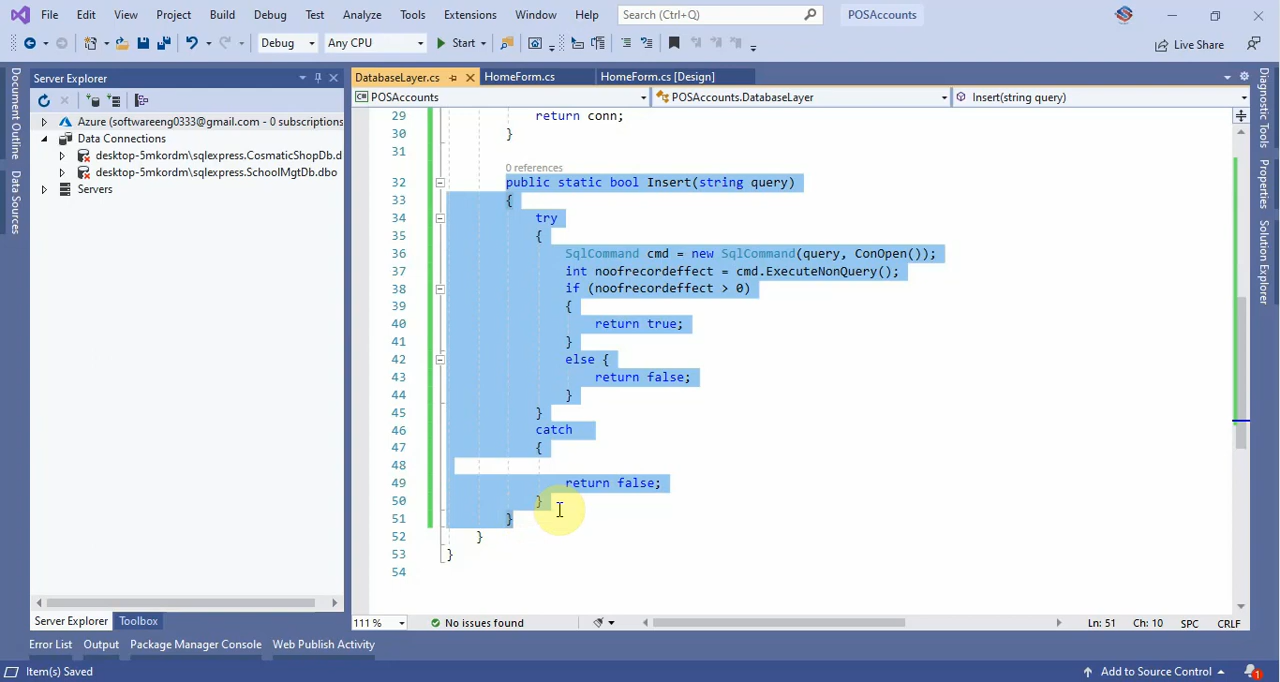 File Edit View Project Build Debug Test Analyze Tools Extensions Window Help Search (Ctrl+Q) POSAccounts
Debug Any CPU Start Live Share
Document Outline
Data Sources
Server Explorer
Azure (softwareeng0333@gmail.com - 0 subscriptions
Data Connections
desktop-5mkordm\sqlexpress.CosmaticShopDb.d
desktop-5mkordm\sqlexpress.SchoolMgtDb.dbo
Servers
Server Explorer Toolbox
DatabaseLayer.cs HomeForm.cs HomeForm.cs [Design]
POSAccounts POSAccounts.DatabaseLayer Insert(string query)
29 return conn;
30 }
31
0 references
32 public static bool Insert(string query)
33 {
34 try
35 {
36 SqlCommand cmd = new SqlCommand(query, ConOpen());
37 int noofrecordeffect = cmd.ExecuteNonQuery();
38 if (noofrecordeffect > 0)
39 {
40 return true;
41 }
42 else {
43 return false;
44 }
45 }
46 catch
47 {
48
49 return false;
50 }
51 }
52 }
53 }
54
111 % No issues found Ln: 51 Ch: 10 SPC CRLF
Diagnostic Tools
Properties
Solution Explorer
Error List Output Package Manager Console Web Publish Activity
Item(s) Saved Add to Source Control 1